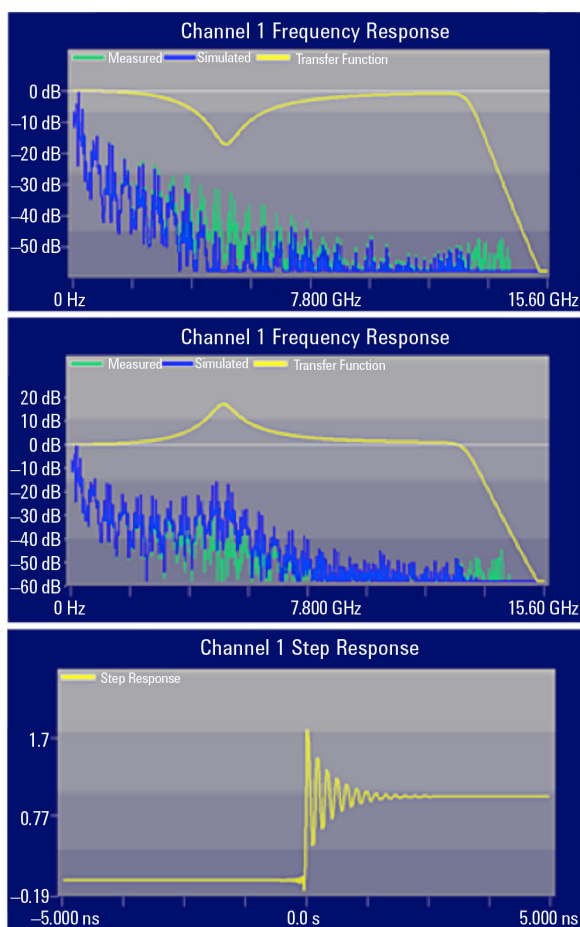 Channel 1 Frequency Response
Measured Simulated Transfer Function
0 dB
–10 dB
–20 dB
–30 dB
–40 dB
–50 dB
0 Hz 7.800 GHz 15.60 GHz
Channel 1 Frequency Response
Measured Simulated Transfer Function
20 dB
10 dB
0 dB
–10 dB
–20 dB
–30 dB
–40 dB
–50 dB
–60 dB
0 Hz 7.800 GHz 15.60 GHz
Channel 1 Step Response
Step Response
1.7
0.77
–0.19
–5.000 ns 0.0 s 5.000 ns